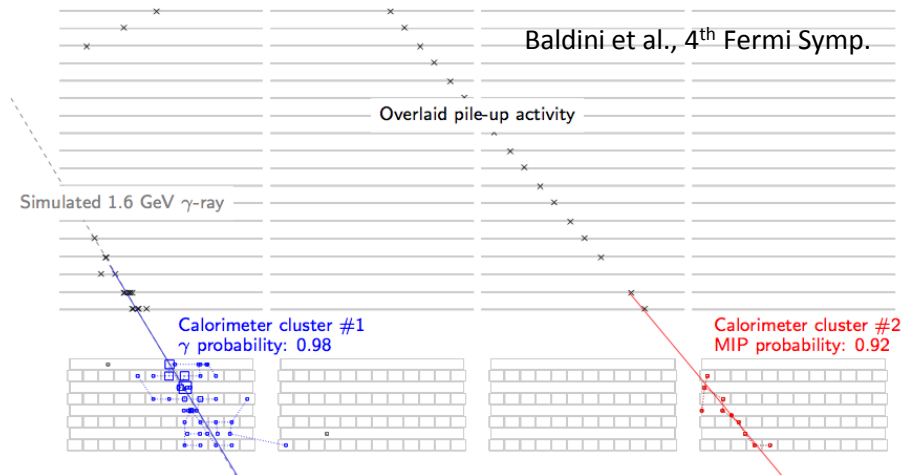 Baldini et al., 4th Fermi Symp.
Overlaid pile-up activity
Simulated 1.6 GeV γ-ray
Calorimeter cluster #1
γ probability: 0.98
Calorimeter cluster #2
MIP probability: 0.92